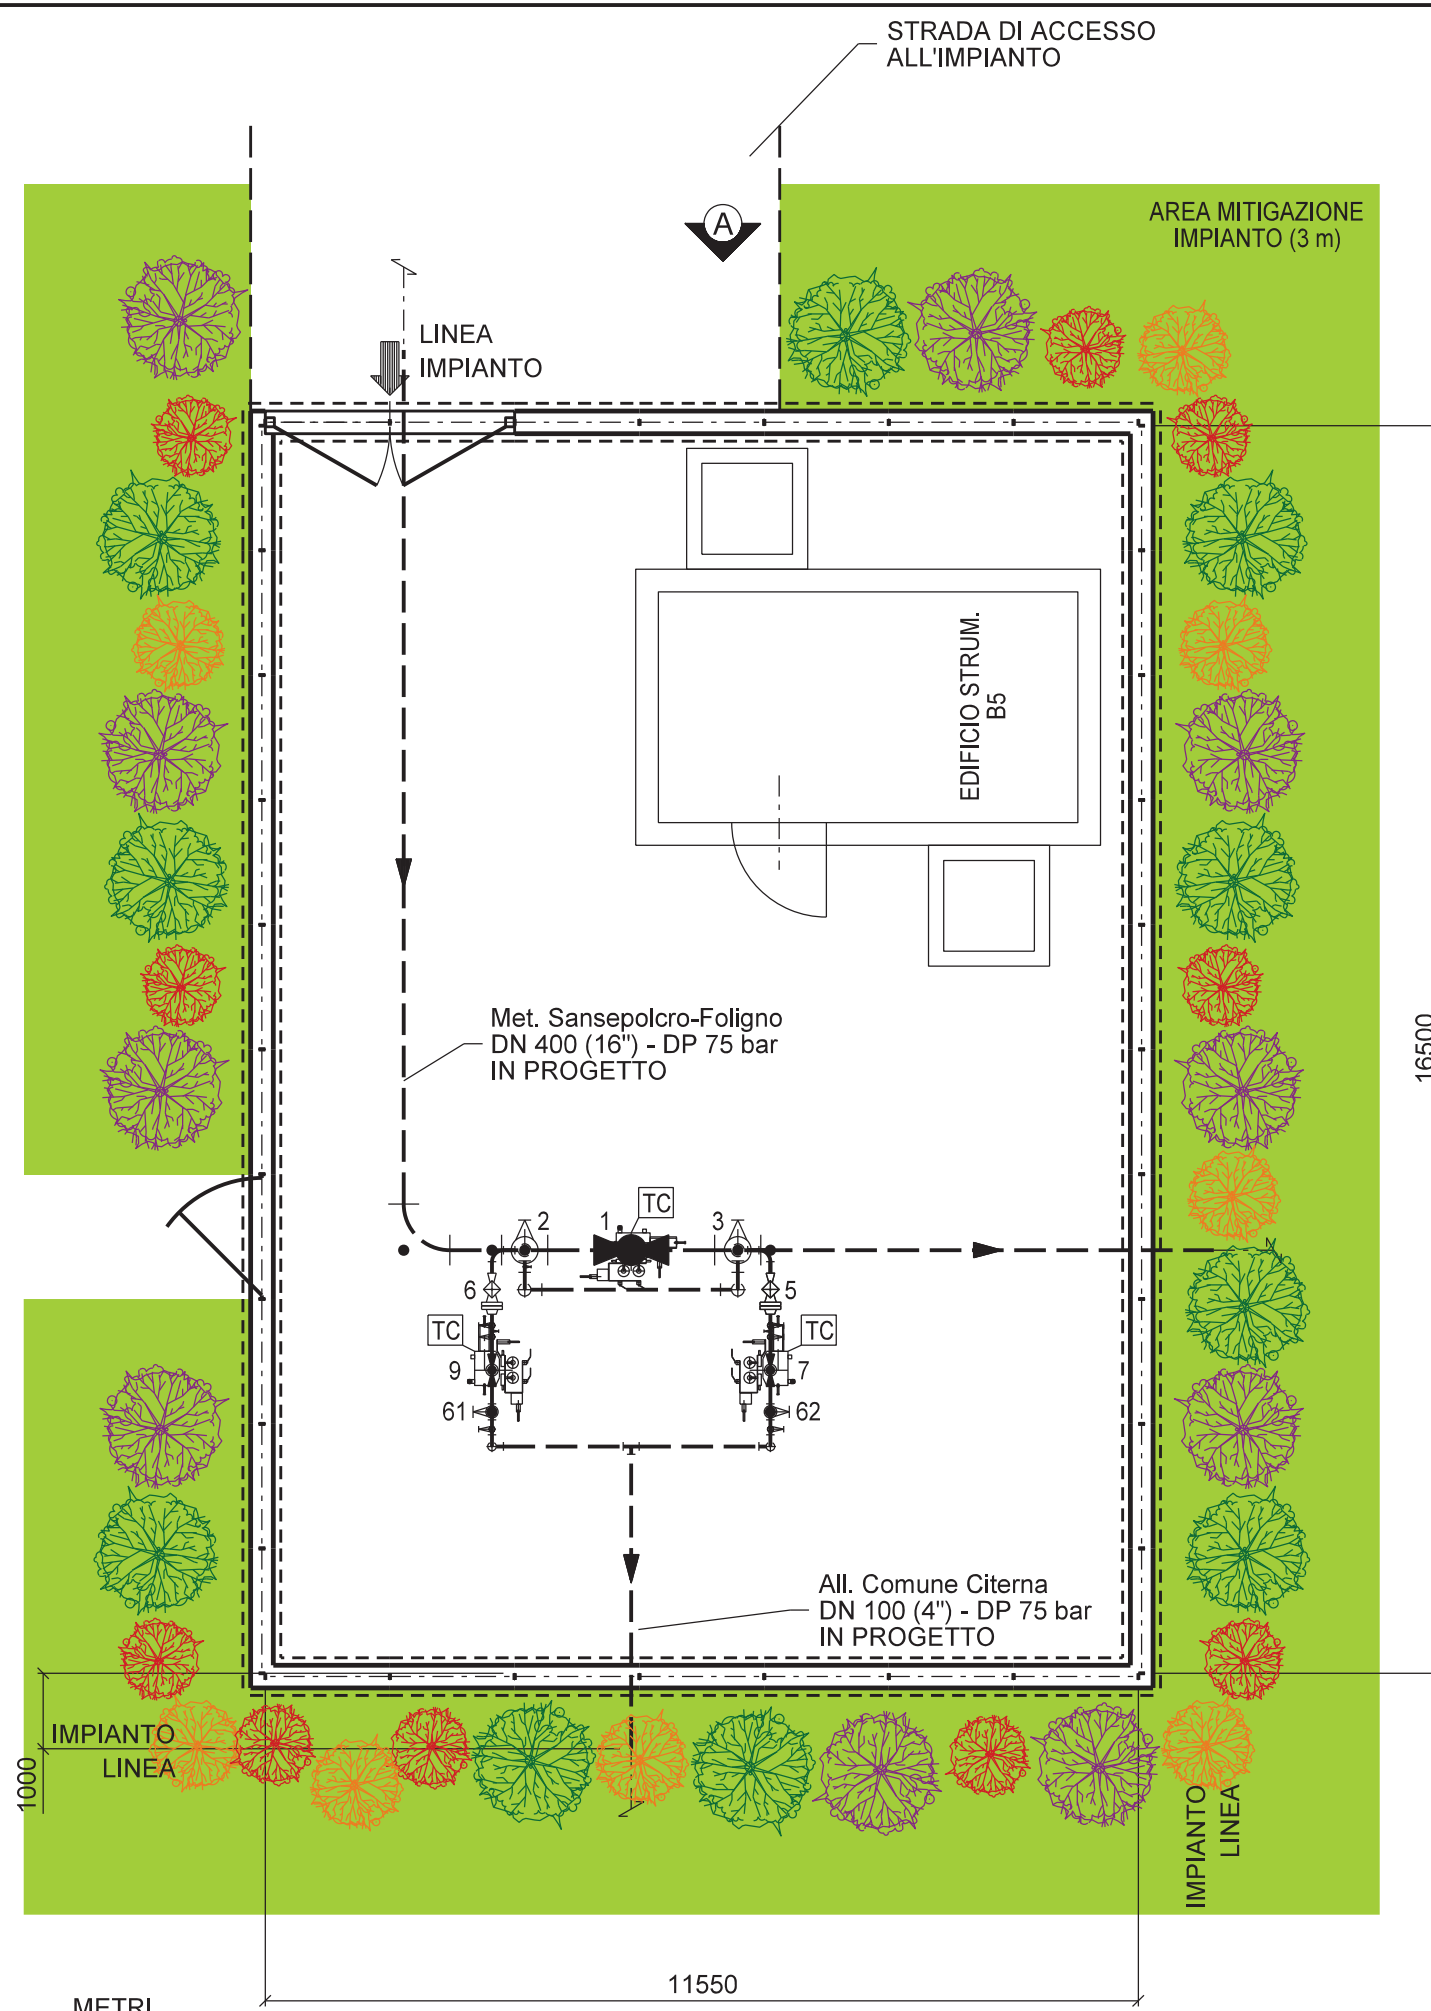 STRADA DI ACCESSO
ALL'IMPIANTO
A
AREA MITIGAZIONE
IMPIANTO (3 m)
LINEA
IMPIANTO
EDIFICIO STRUM.
B5
16500
Met. Sansepolcro-Foligno
DN 400 (16") - DP 75 bar
IN PROGETTO
TC
2
1
3
6
5
TC
TC
9
7
61
62
All. Comune Citerna
DN 100 (4") - DP 75 bar
IN PROGETTO
IMPIANTO
LINEA
1000
IMPIANTO
LINEA
11550
METRI